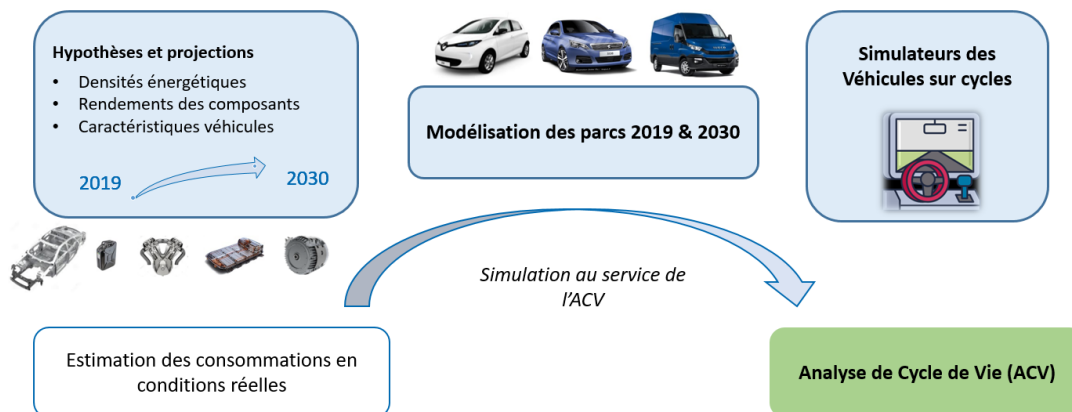 Hypothèses et projections
• Densités énergétiques
• Rendements des composants
• Caractéristiques véhicules
2019
2030
Modélisation des parcs 2019 & 2030
Simulateurs des
Véhicules sur cycles
Simulation au service de
l'ACV
Estimation des consommations en
conditions réelles
Analyse de Cycle de Vie (ACV)